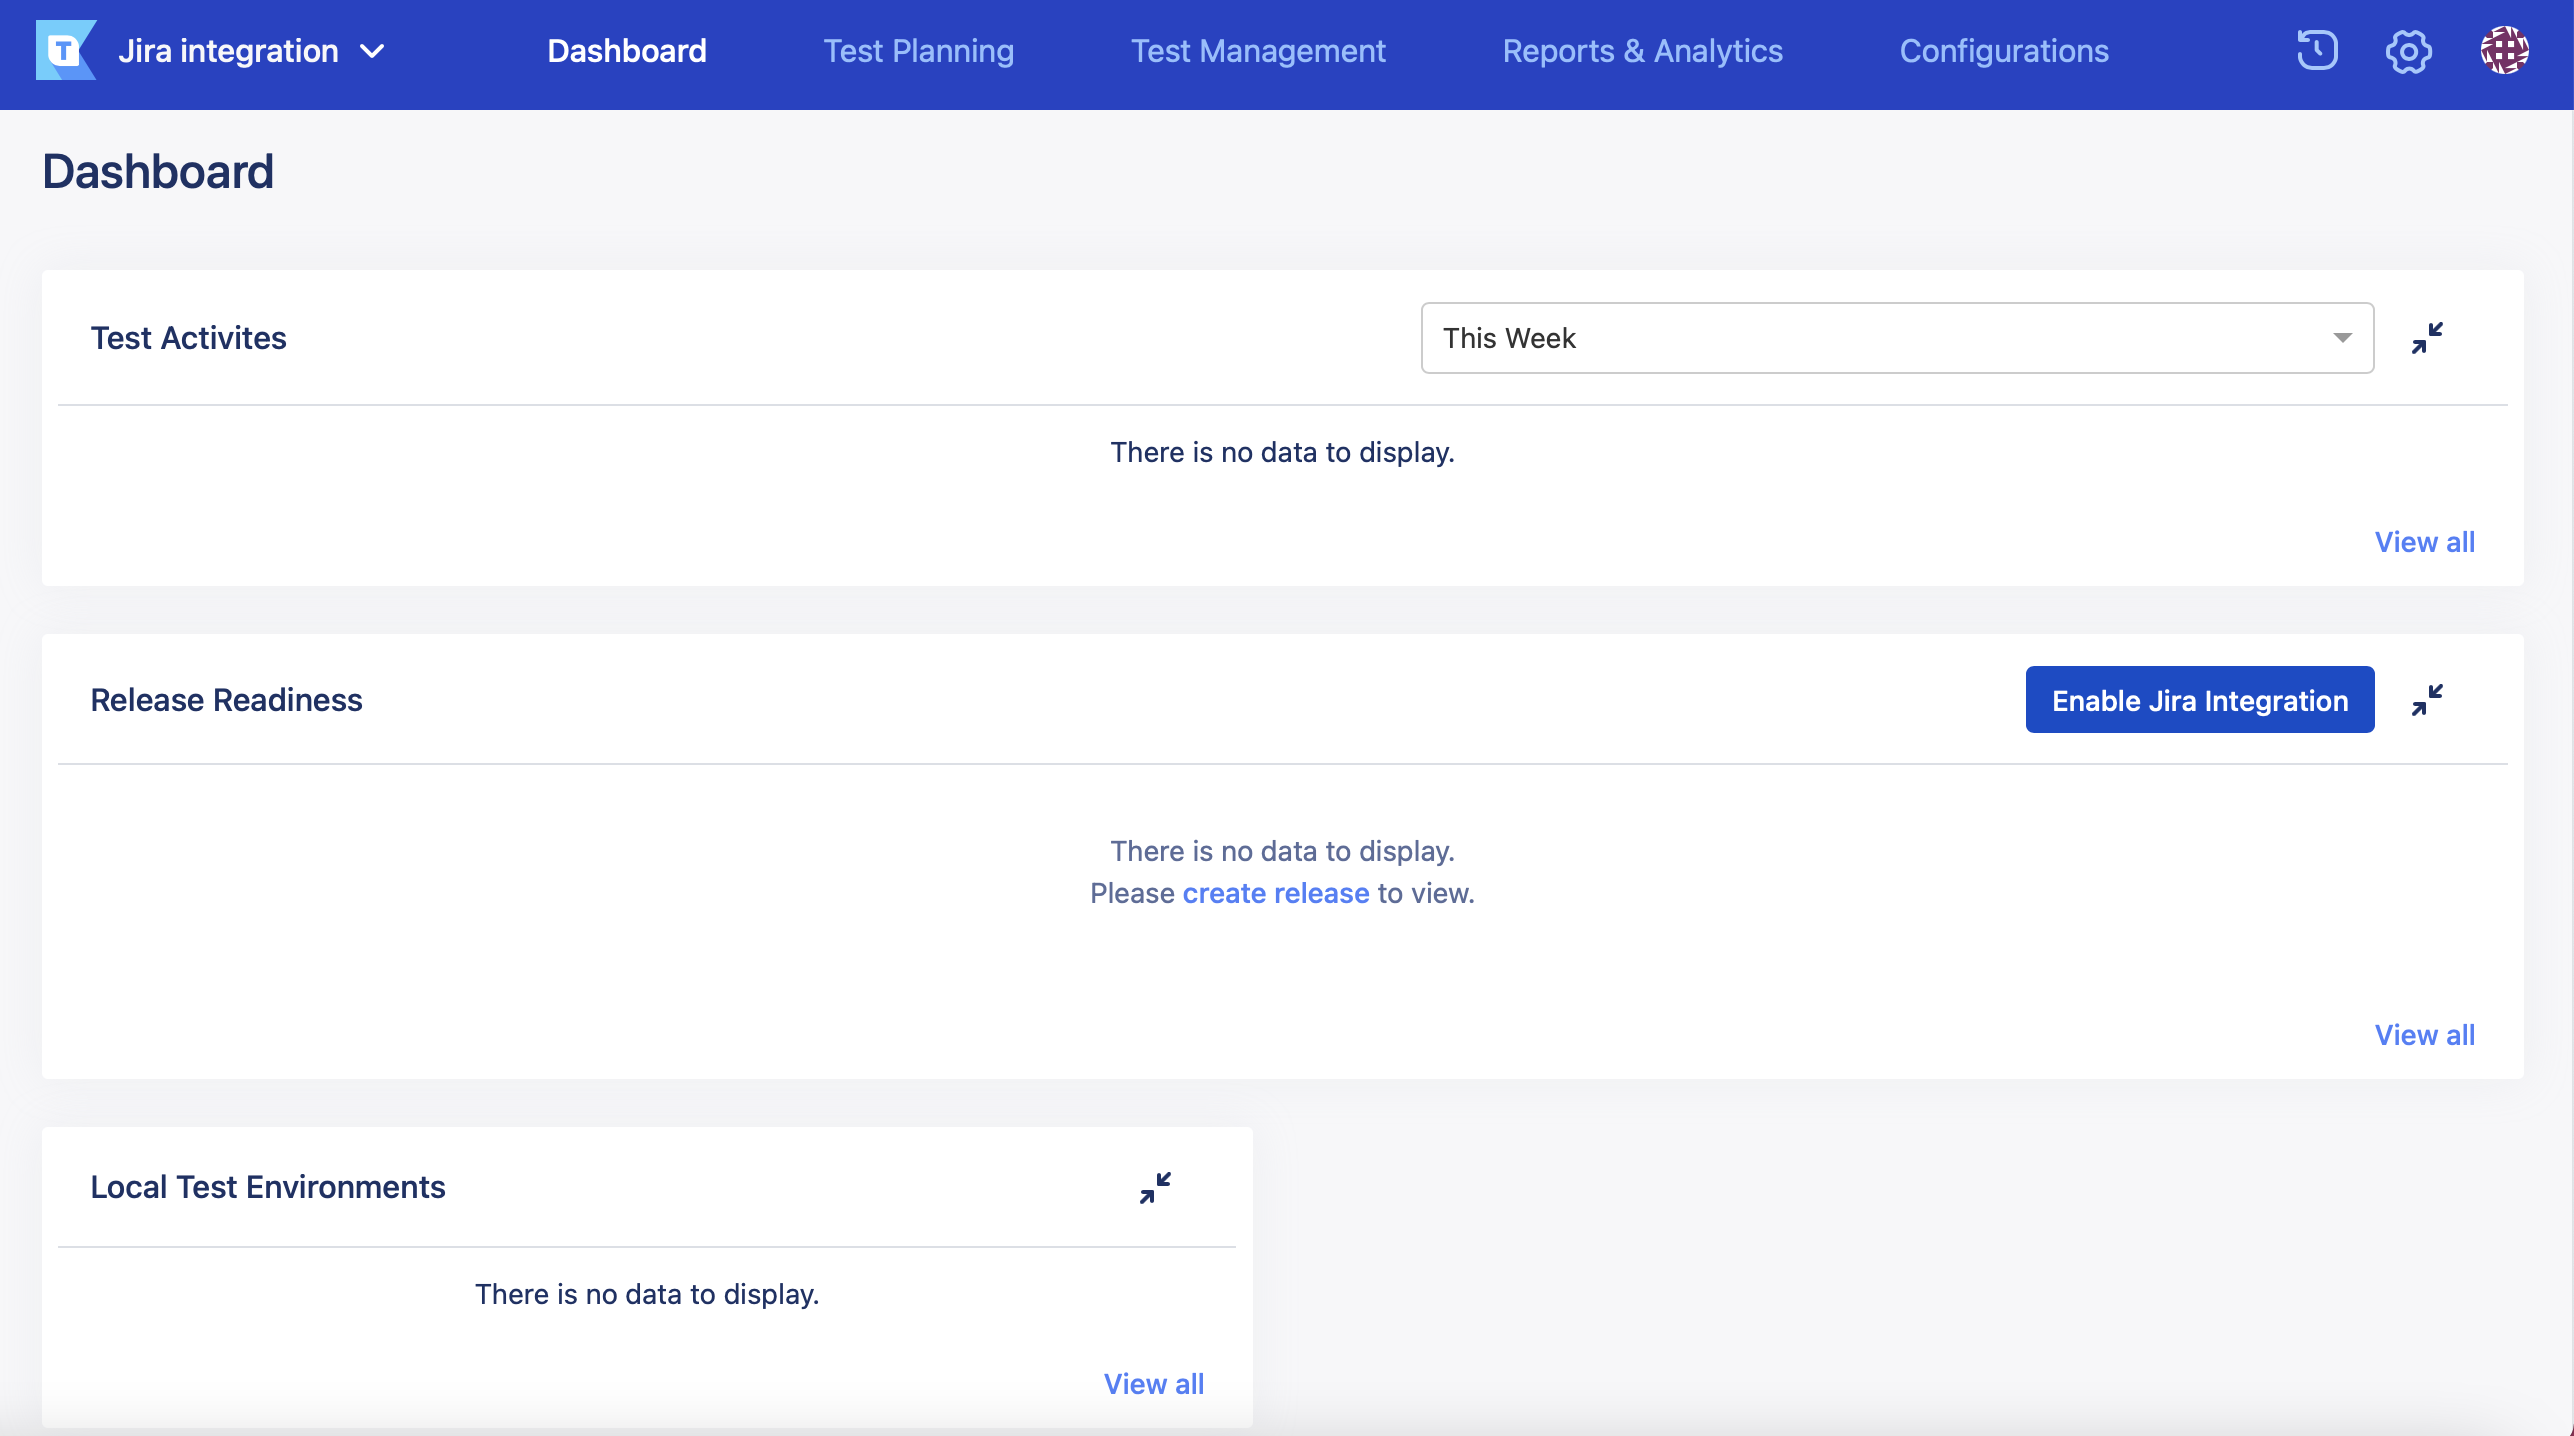 T
Jira integration
Dashboard
Test Planning
Test Management
Reports & Analytics
Configurations
Dashboard
Test Activites
This Week
There is no data to display.
View all
Release Readiness
Enable Jira Integration
There is no data to display.
Please create release to view.
View all
Local Test Environments
There is no data to display.
View all